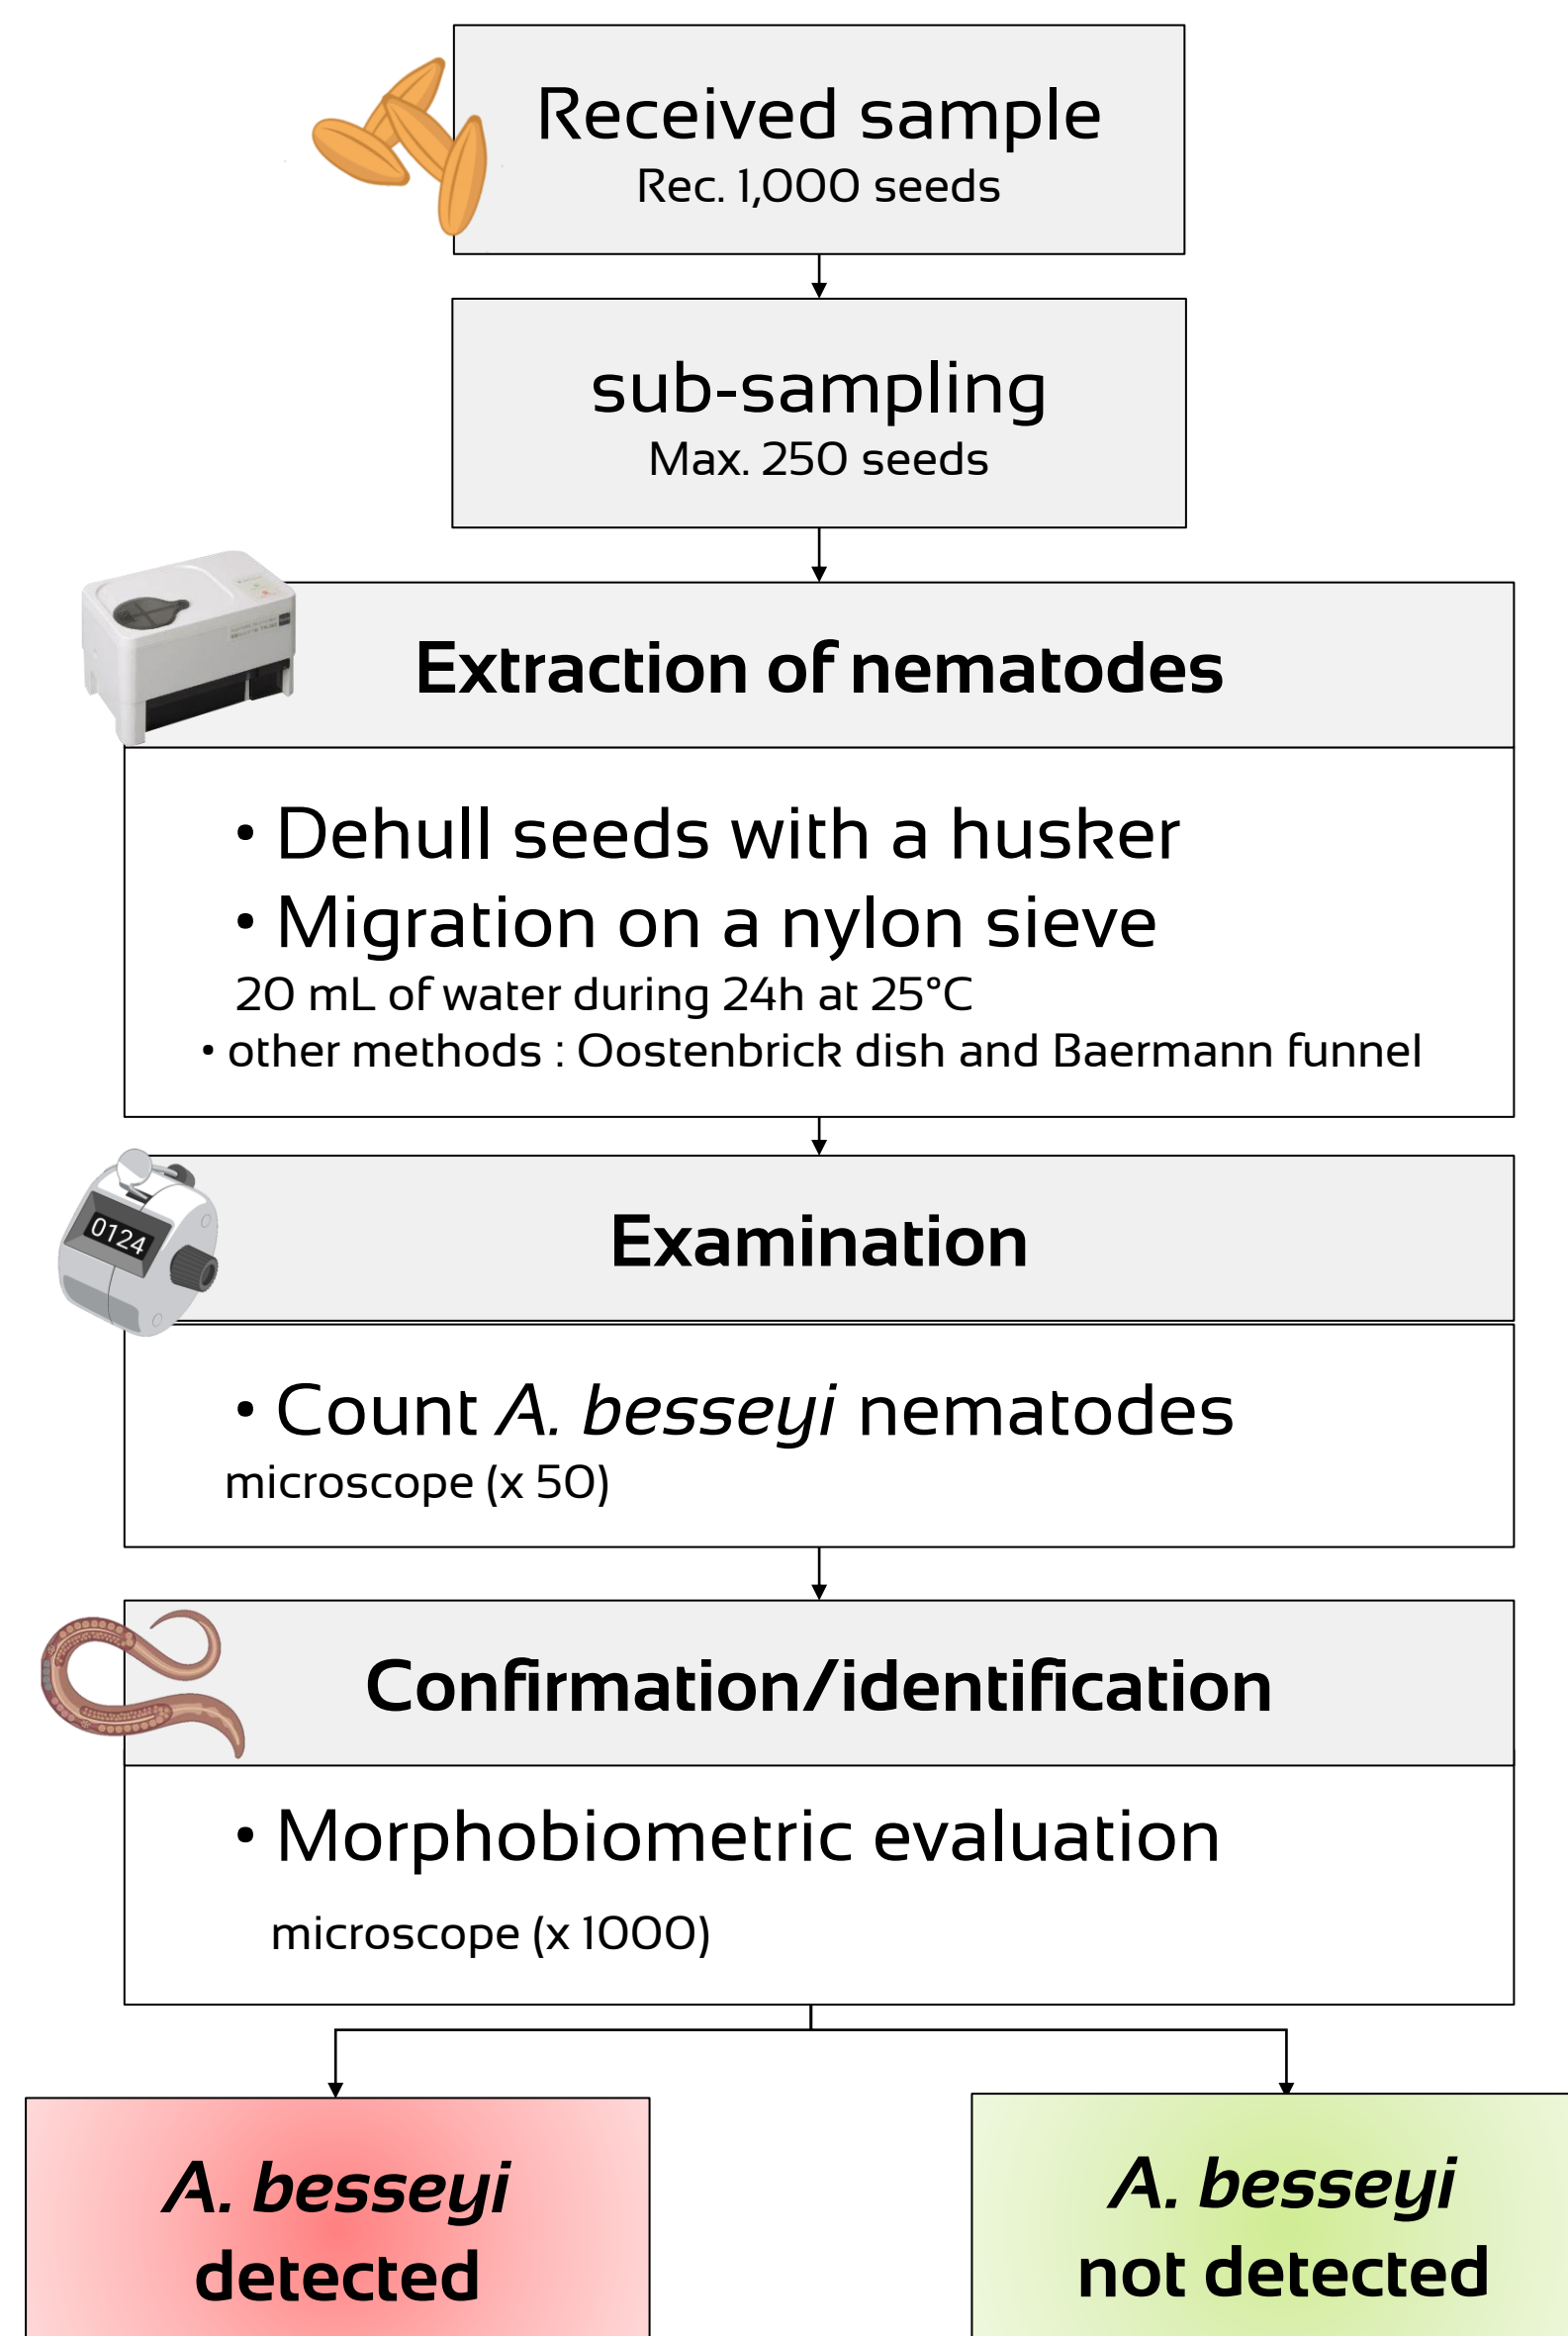 Received sample
Rec. 1,000 seeds
sub-sampling
Max. 250 seeds
Extraction of nematodes
• Dehull seeds with a husker
• Migration on a nylon sieve
20 mL of water during 24h at 25°C
• other methods : Oostenbrick dish and Baermann funnel
0124
Examination
• Count A. besseyi nematodes
microscope (x 50)
Confirmation/identification
• Morphobiometric evaluation
microscope (x 1000)
A. besseyi
detected
A. besseyi
not detected